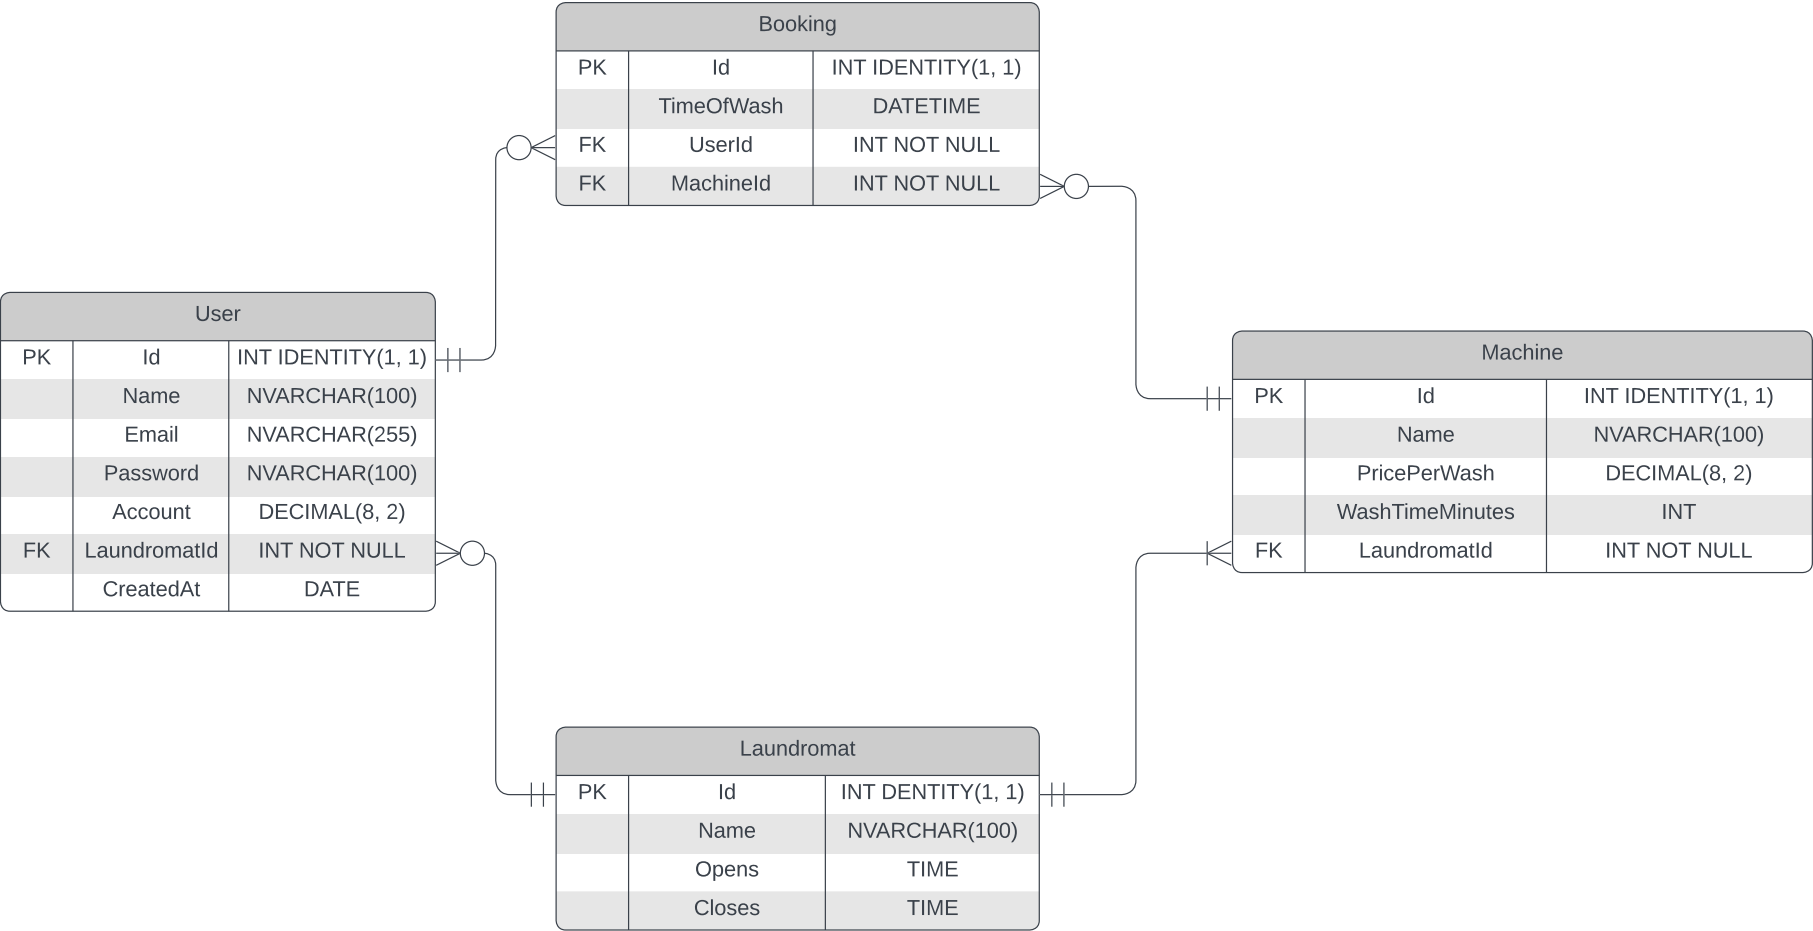 Booking
PK Id INT IDENTITY(1, 1)
TimeOfWash DATETIME
FK UserId INT NOT NULL
FK MachineId INT NOT NULL
User
PK Id INT IDENTITY(1, 1)
Name NVARCHAR(100)
Email NVARCHAR(255)
Password NVARCHAR(100)
Account DECIMAL(8, 2)
FK LaundromatId INT NOT NULL
CreatedAt DATE
Machine
PK Id INT IDENTITY(1, 1)
Name NVARCHAR(100)
PricePerWash DECIMAL(8, 2)
WashTimeMinutes INT
FK LaundromatId INT NOT NULL
Laundromat
PK Id INT DENTITY(1, 1)
Name NVARCHAR(100)
Opens TIME
Closes TIME